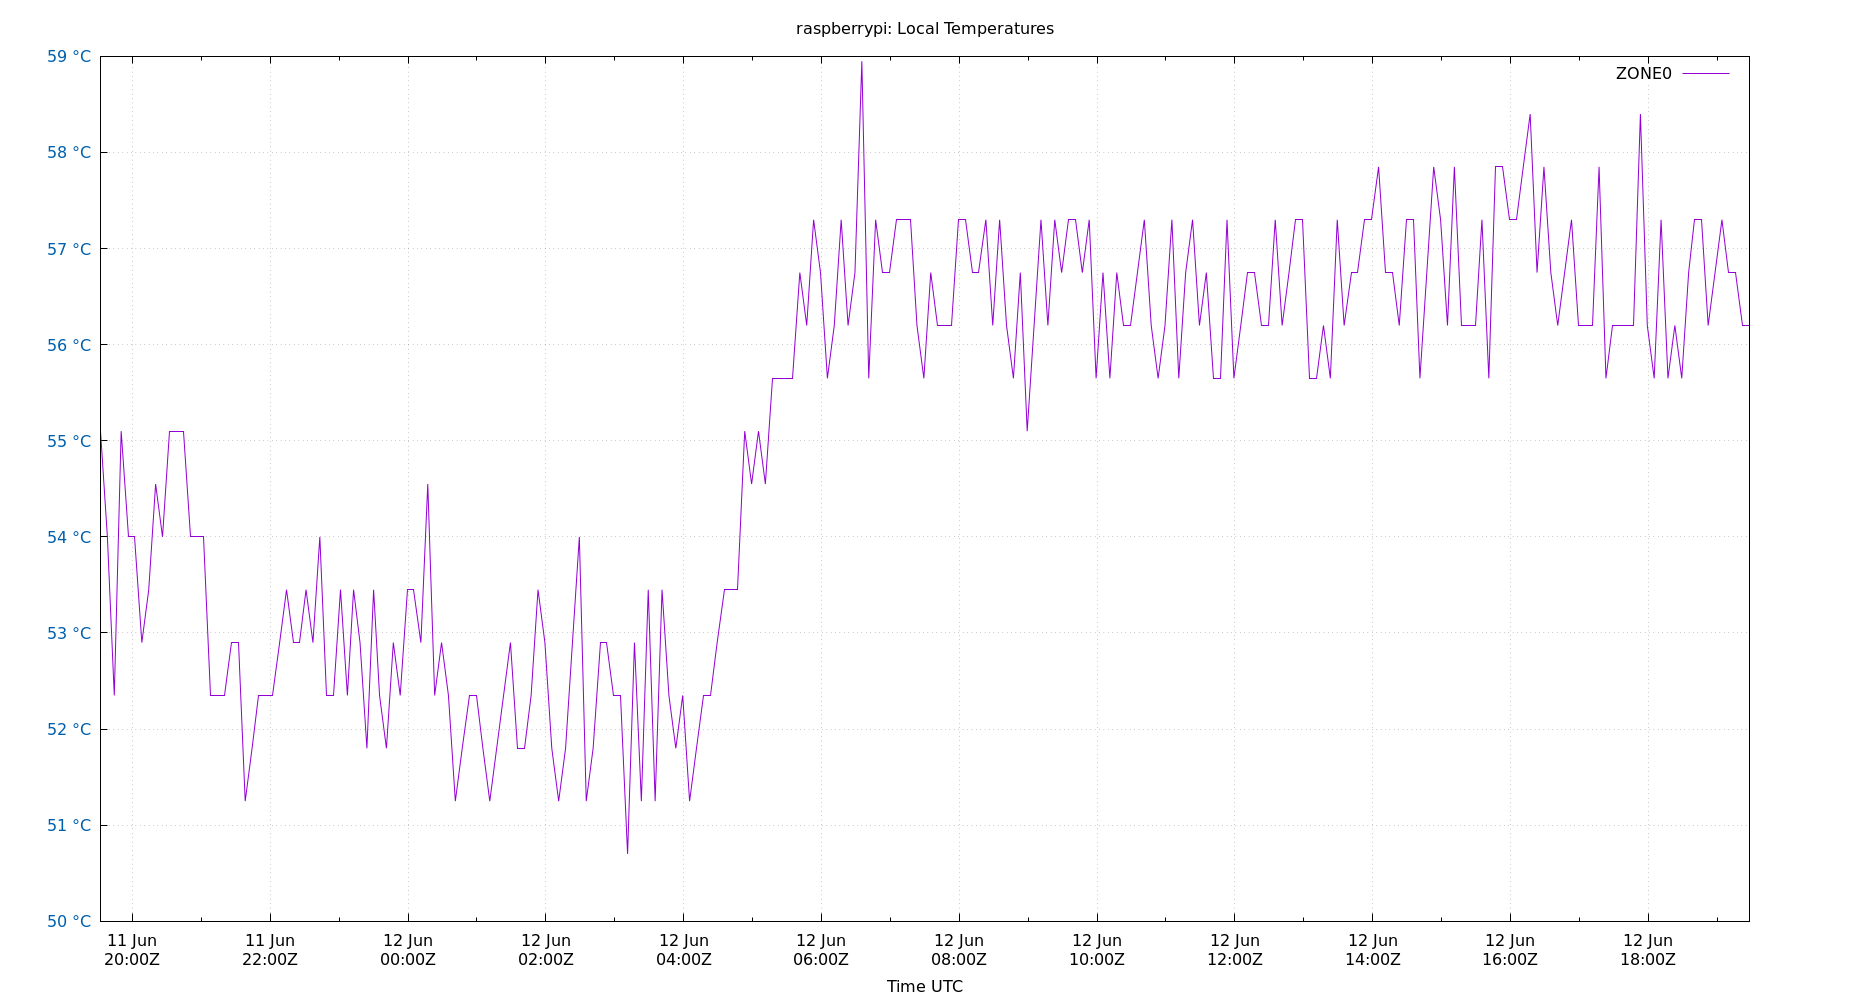 raspberrypi: Local Temperatures
ZONE0
59 °C
58 °C
57 °C
56 °C
55 °C
54 °C
53 °C
52 °C
51 °C
50 °C
11 Jun 11 Jun 12 Jun 12 Jun 12 Jun 12 Jun 12 Jun 12 Jun 12 Jun 12 Jun 12 Jun 12 Jun
20:00Z 22:00Z 00:00Z 02:00Z 04:00Z 06:00Z 08:00Z 10:00Z 12:00Z 14:00Z 16:00Z 18:00Z
Time UTC